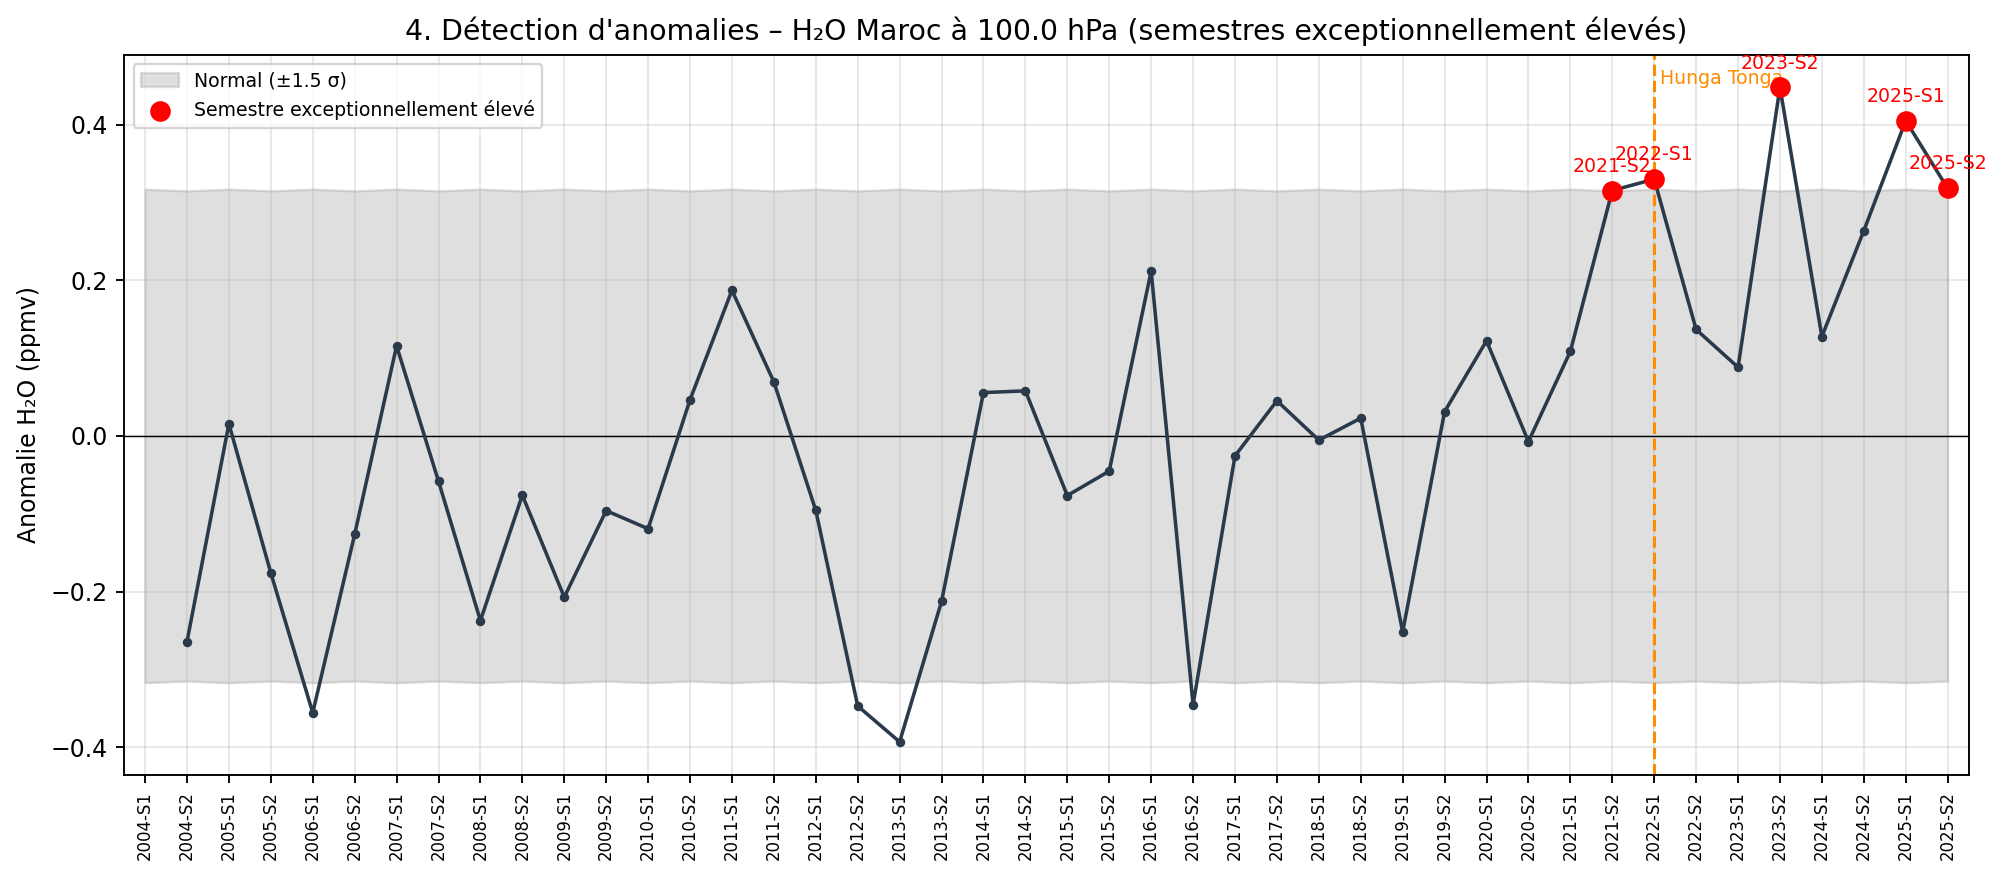 4. Détection d'anomalies – H₂O Maroc à 100.0 hPa (semestres exceptionnellement élevés)
Normal (±1.5 σ)
Semestre exceptionnellement élevé
Hunga Tonga
2021-S2
2022-S1
2023-S2
2025-S1
2025-S2
Anomalie H₂O (ppmv)
0.4
0.2
0.0
−0.2
−0.4
2004-S1
2004-S2
2005-S1
2005-S2
2006-S1
2006-S2
2007-S1
2007-S2
2008-S1
2008-S2
2009-S1
2009-S2
2010-S1
2010-S2
2011-S1
2011-S2
2012-S1
2012-S2
2013-S1
2013-S2
2014-S1
2014-S2
2015-S1
2015-S2
2016-S1
2016-S2
2017-S1
2017-S2
2018-S1
2018-S2
2019-S1
2019-S2
2020-S1
2020-S2
2021-S1
2021-S2
2022-S1
2022-S2
2023-S1
2023-S2
2024-S1
2024-S2
2025-S1
2025-S2